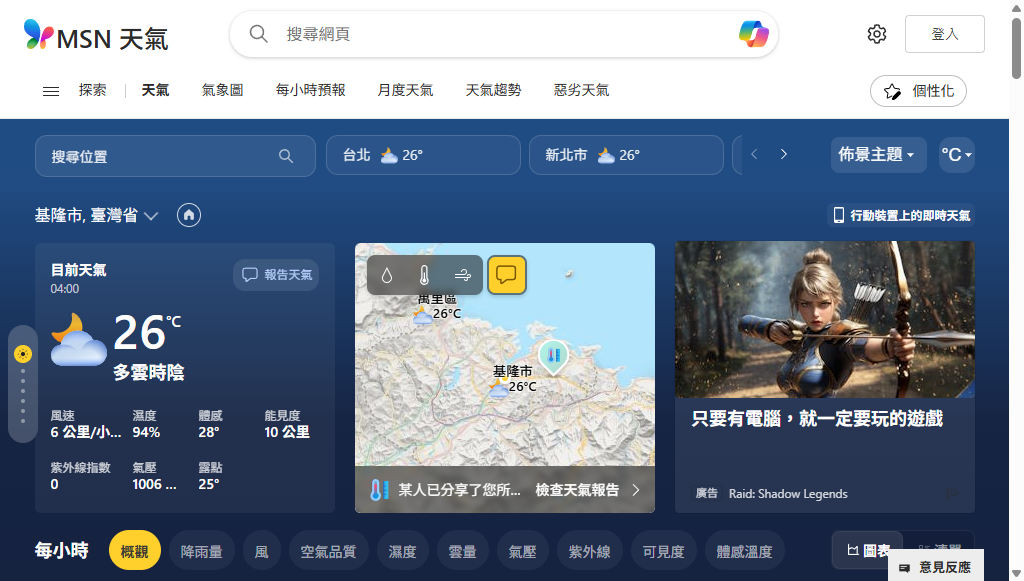 MSN 天氣
搜尋網頁
登入
探索
天氣
氣象圖
每小時預報
月度天氣
天氣趨勢
惡劣天氣
個性化
搜尋位置
台北 26°
新北市 26°
佈景主題
°C
基隆市, 臺灣省
行動裝置上的即時天氣
目前天氣
04:00
報告天氣
26°C
多雲時陰
風速
6 公里/小...
濕度
94%
體感
28°
能見度
10 公里
紫外線指數
0
氣壓
1006 ...
露點
25°
萬里區
26°C
基隆市
26°C
某人已分享了您所... 檢查天氣報告
只要有電腦，就一定要玩的遊戲
廣告 Raid: Shadow Legends
每小時
概觀
降雨量
風
空氣品質
濕度
雲量
氣壓
紫外線
可見度
體感溫度
圖表
意見反應